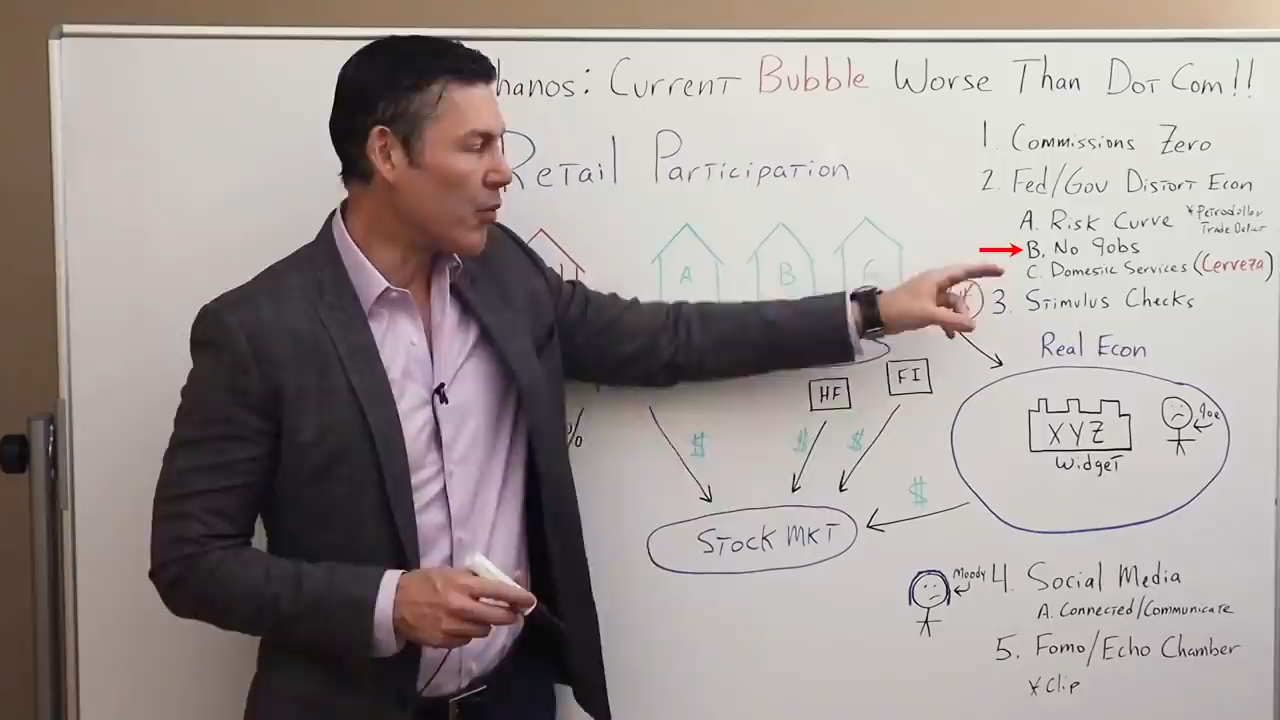 hanos: Current Bubble Worse Than Dot Com!!
Retail Participation
1. Commissions Zero
2. Fed/Gov Distort Econ
A. Risk Curve
*Petrodollar
Trade Deficit
B. No Jobs
C. Domestic Services (Cerveza)
3. Stimulus Checks
A
B
Real Econ
HF
FI
%
$
$
$
$
XYZ
Widget
Joe
Stock MKT
Moody
4. Social Media
A. Connected/Communicate
5. Fomo/Echo Chamber
*Clip